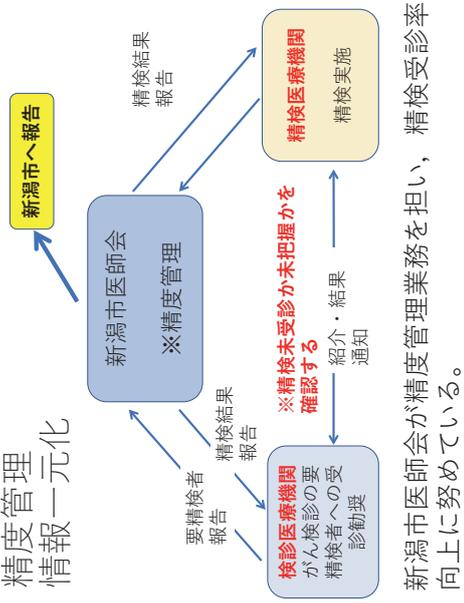 精度管理
情報一元化
新潟市へ報告
新潟市医師会
※精度管理
要精検者
報告
精検結果
報告
精検結果
報告
検診医療機関
がん検診の要
精検者への受
診勧奨
※精検未受診か未把握かを
確認する
紹介・結果
通知
精検医療機関
精検実施
新潟市医師会が精度管理業務を担い，精検受診率
向上に努めている。